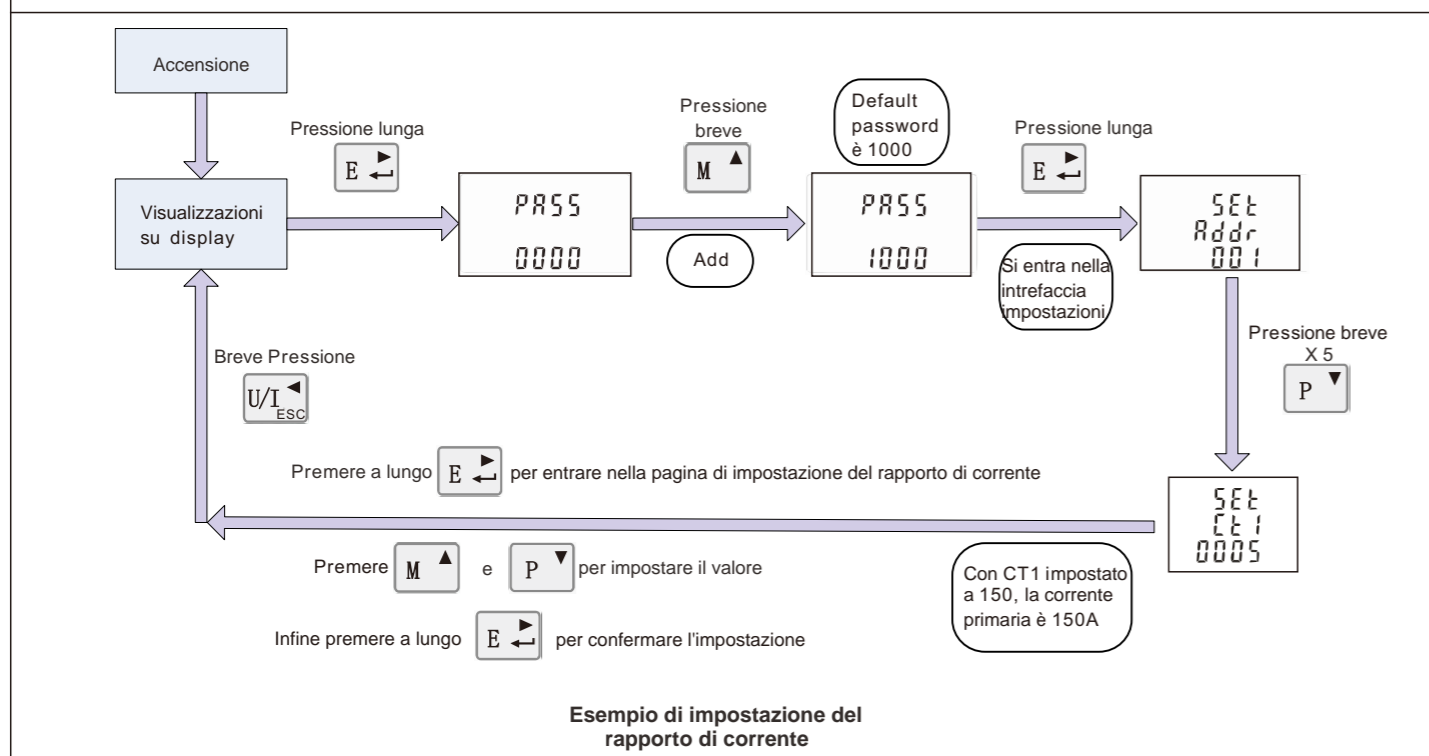 Accensione
Pressione lunga
E
Visualizzazioni
su display
PASS
0000
Pressione
breve
M
Add
Default
password
è 1000
PASS
1000
Pressione lunga
E
Si entra nella
intrefaccia
impostazioni
SEt
Addr
001
Pressione breve
X 5
P
SEt
Ct1
0005
Con CT1 impostato
a 150, la corrente
primaria è 150A
Breve Pressione
U/I
ESC
Premere a lungo E per entrare nella pagina di impostazione del rapporto di corrente
Premere M e P per impostare il valore
Infine premere a lungo E per confermare l'impostazione
Esempio di impostazione del
rapporto di corrente